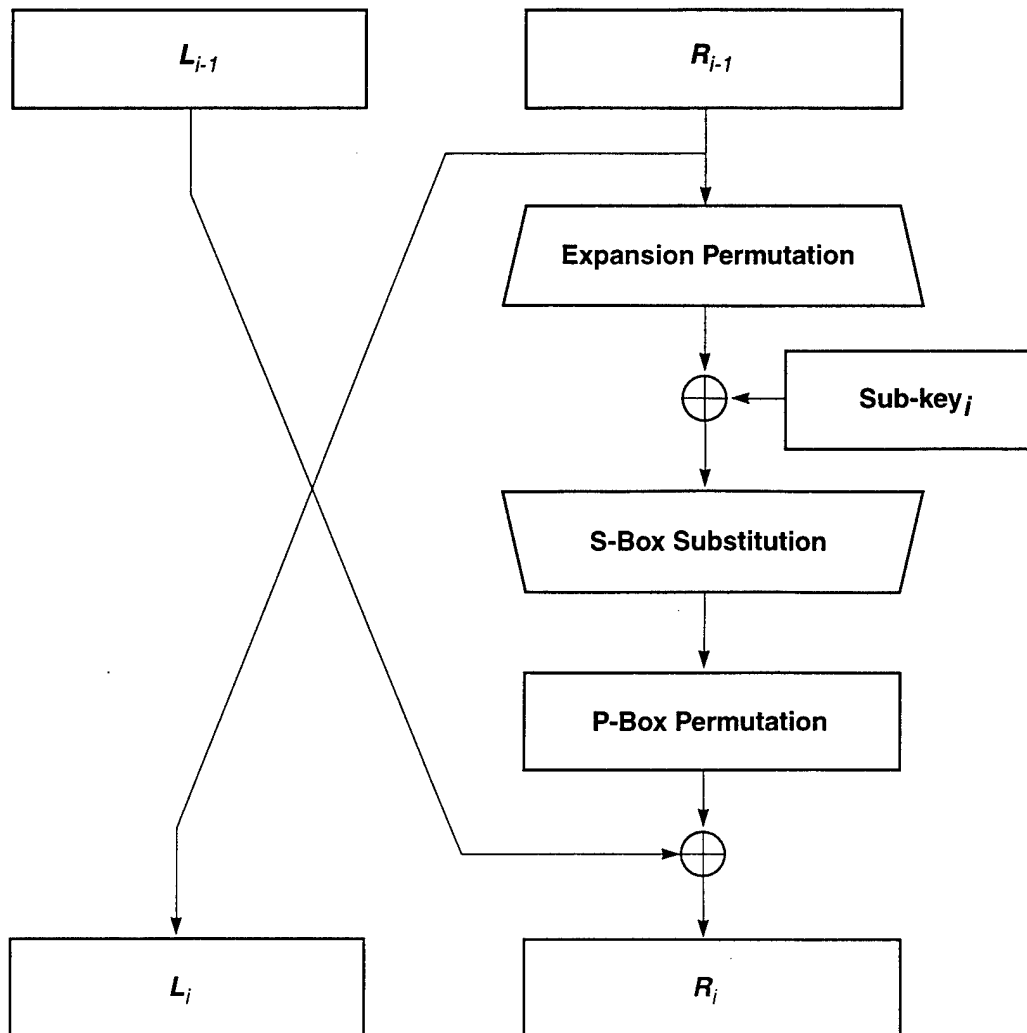 L_{i-1}
R_{i-1}
Expansion Permutation
Sub-key_i
S-Box Substitution
P-Box Permutation
L_i
R_i